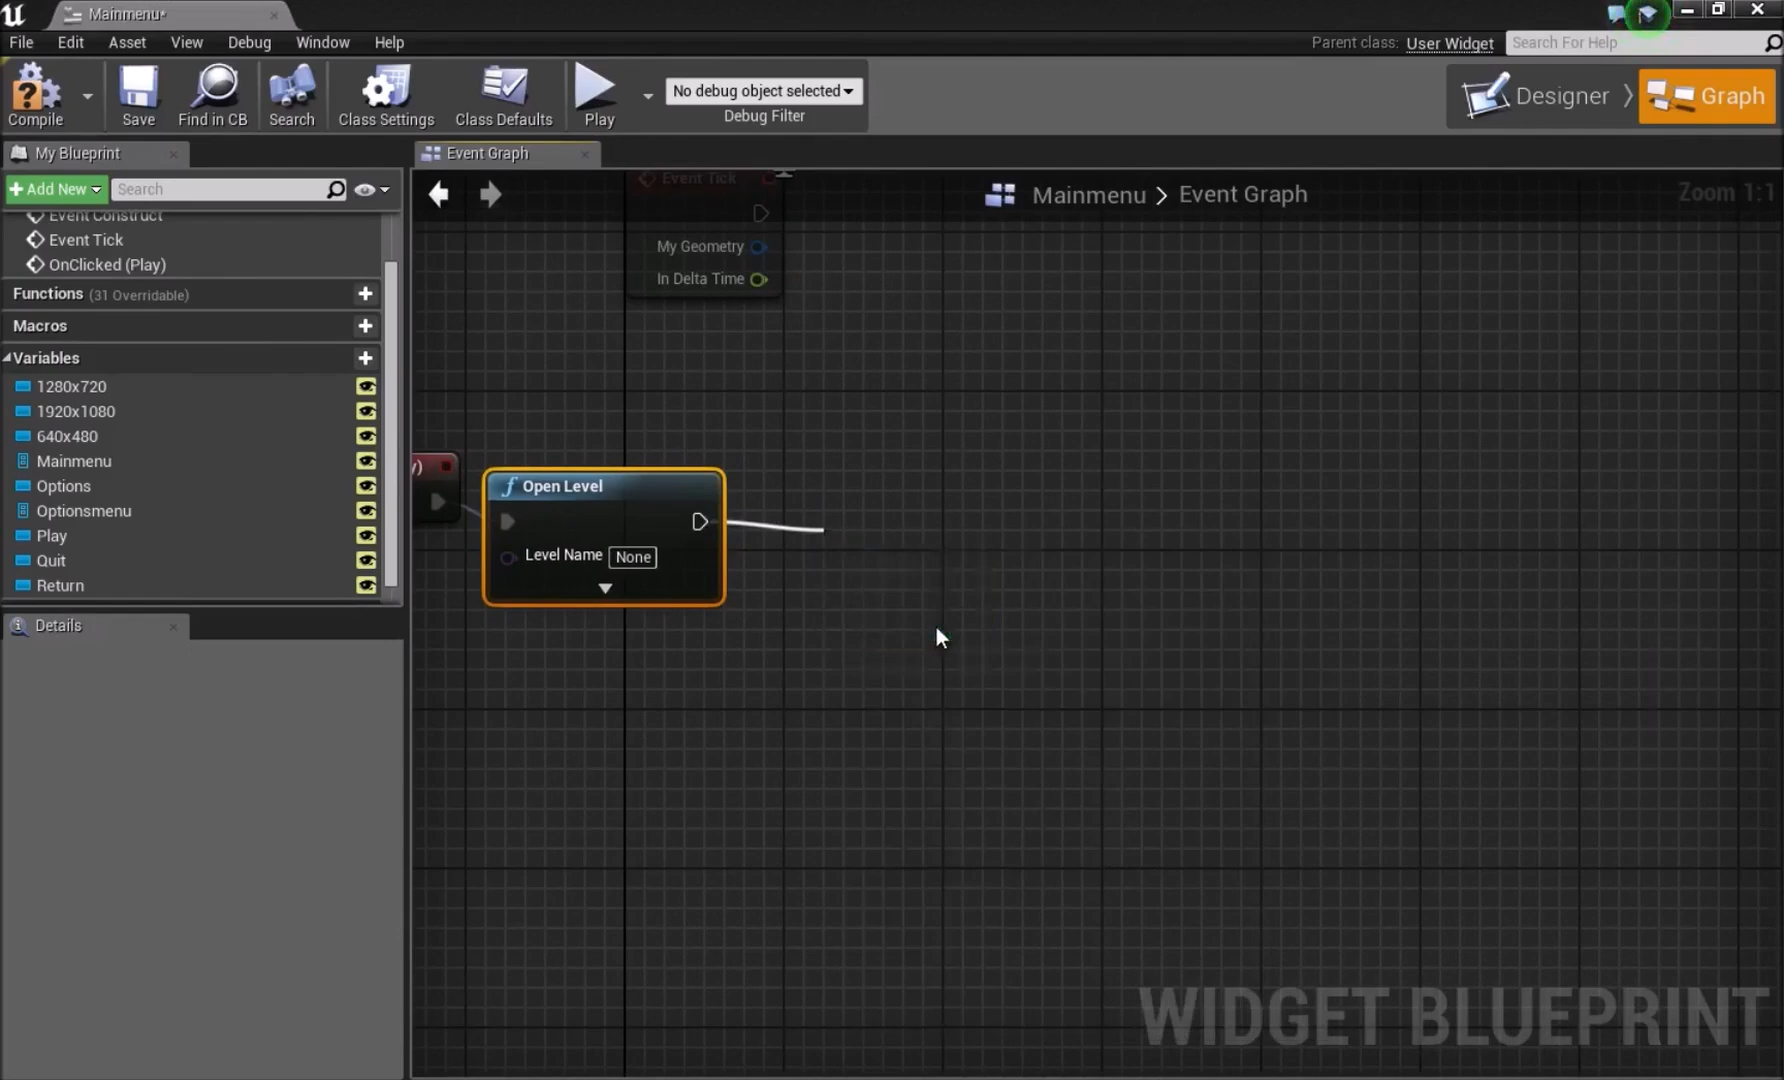 Mainmenu*
File Edit Asset View Debug Window Help
Parent class: User Widget Search For Help
Compile Save Find in CB Search Class Settings Class Defaults Play
No debug object selected
Debug Filter
Designer Graph
My Blueprint
Add New Search
Event Construct
Event Tick
OnClicked (Play)
Functions (31 Overridable)
Macros
Variables
1280x720
1920x1080
640x480
Mainmenu
Options
Optionsmenu
Play
Quit
Return
Details
Event Graph
Mainmenu > Event Graph
Zoom 1:1
Event Tick
My Geometry
In Delta Time
y)
f Open Level
Level Name None
WIDGET BLUEPRINT